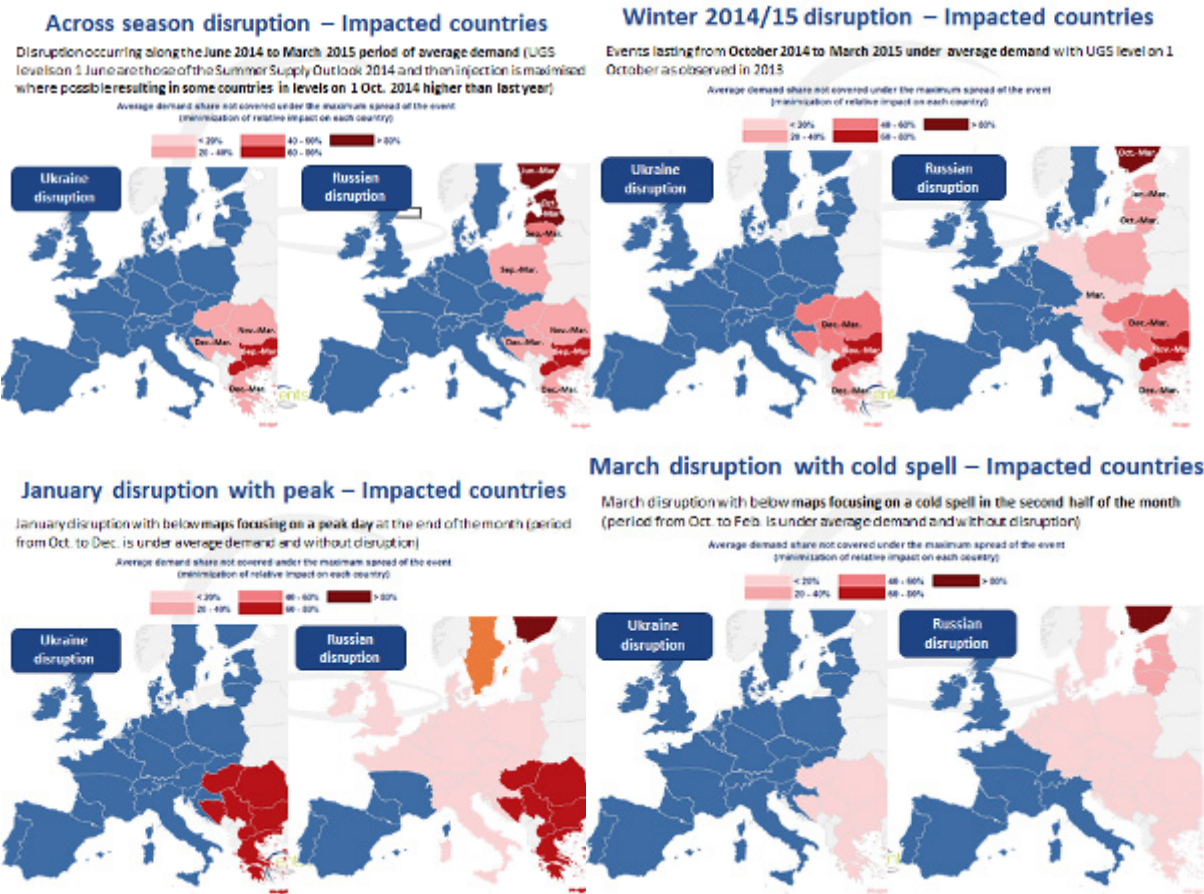 Across season disruption – Impacted countries
Disruption occurring along the June 2014 to March 2015 period of average demand (UGS
levels on 1 June are those of the Summer Supply Outlook 2014 and then injection is maximised
where possible resulting in some countries in levels on 1 Oct. 2014 higher than last year)
Average demand share not covered under the maximum spread of the event
(minimization of relative impact on each country)
< 20%
20 - 40%
60 - 80%
> 80%
Ukraine
disruption
Nov.-Mar.
Dec.-Mar.
Sep.-Mar.
Dec.-Mar.
Russian
disruption
Jun.-Mar.
Oct.-
Mar.
Sep.-Mar.
Sep.-Mar.
Nov.-Mar.
Dec.-Mar.
Sep.-Mar.
Dec.-Mar.
Winter 2014/15 disruption – Impacted countries
Events lasting from October 2014 to March 2015 under average demand with UGS level on 1
October as observed in 2013
Average demand share not covered under the maximum spread of the event
(minimization of relative impact on each country)
< 20%
20 - 40%
40 - 60%
60 - 80%
> 80%
Ukraine
disruption
Dec.-Mar.
Nov.-Mar.
Dec.-Mar.
Russian
disruption
Oct.-Mar.
Jan.-Mar.
Oct.-Mar.
Mar.
Dec.-Mar.
Nov.-Mar.
Dec.-Mar.
January disruption with peak – Impacted countries
January disruption with below maps focusing on a peak day at the end of the month (period
from Oct. to Dec. is under average demand and without disruption)
Average demand share not covered under the maximum spread of the event
(minimization of relative impact on each country)
< 20%
20 - 40%
40 - 60%
60 - 80%
> 80%
Ukraine
disruption
Russian
disruption
March disruption with cold spell – Impacted countries
March disruption with below maps focusing on a cold spell in the second half of the month
(period from Oct. to Feb. is under average demand and without disruption)
Average demand share not covered under the maximum spread of the event
(minimization of relative impact on each country)
< 20%
20 - 40%
40 - 60%
60 - 80%
> 80%
Ukraine
disruption
Russian
disruption